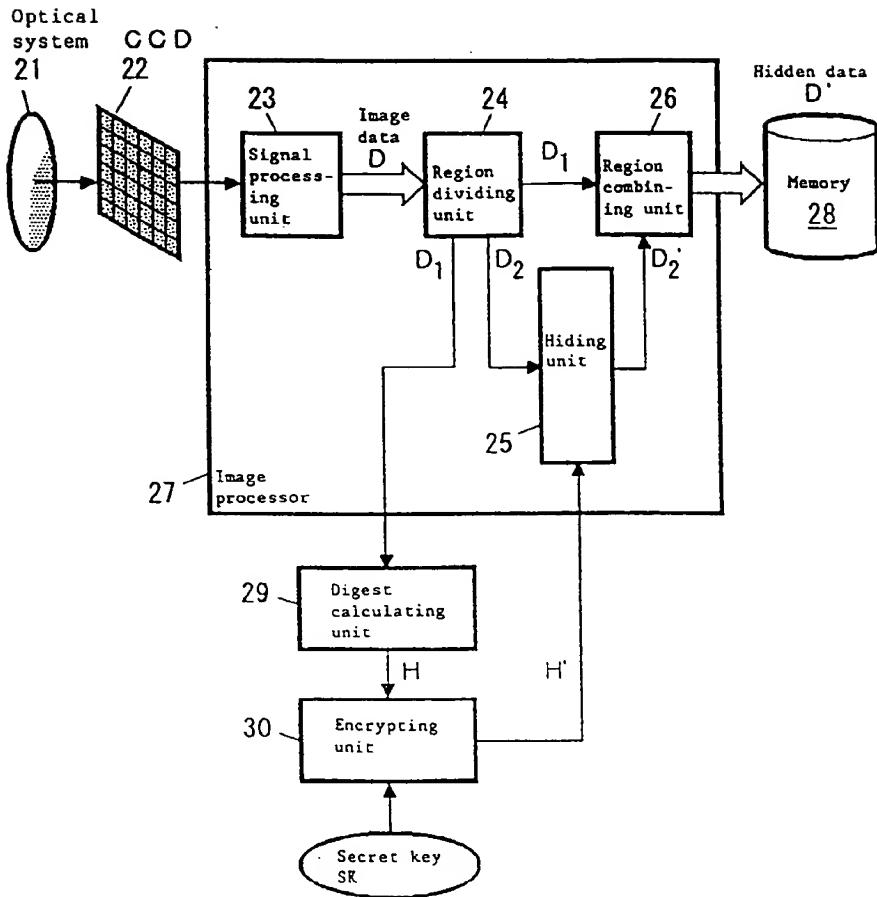 Optical
system
21
CCD
22
23
Signal
process-
ing
unit
Image
data
D
24
Region
dividing
unit
D1
26
Region
combin-
ing unit
Hidden data
D'
Memory
28
D1
D2
D2'
Hiding
unit
25
27
Image
processor
29
Digest
calculating
unit
H
H'
30
Encrypting
unit
Secret key
SK